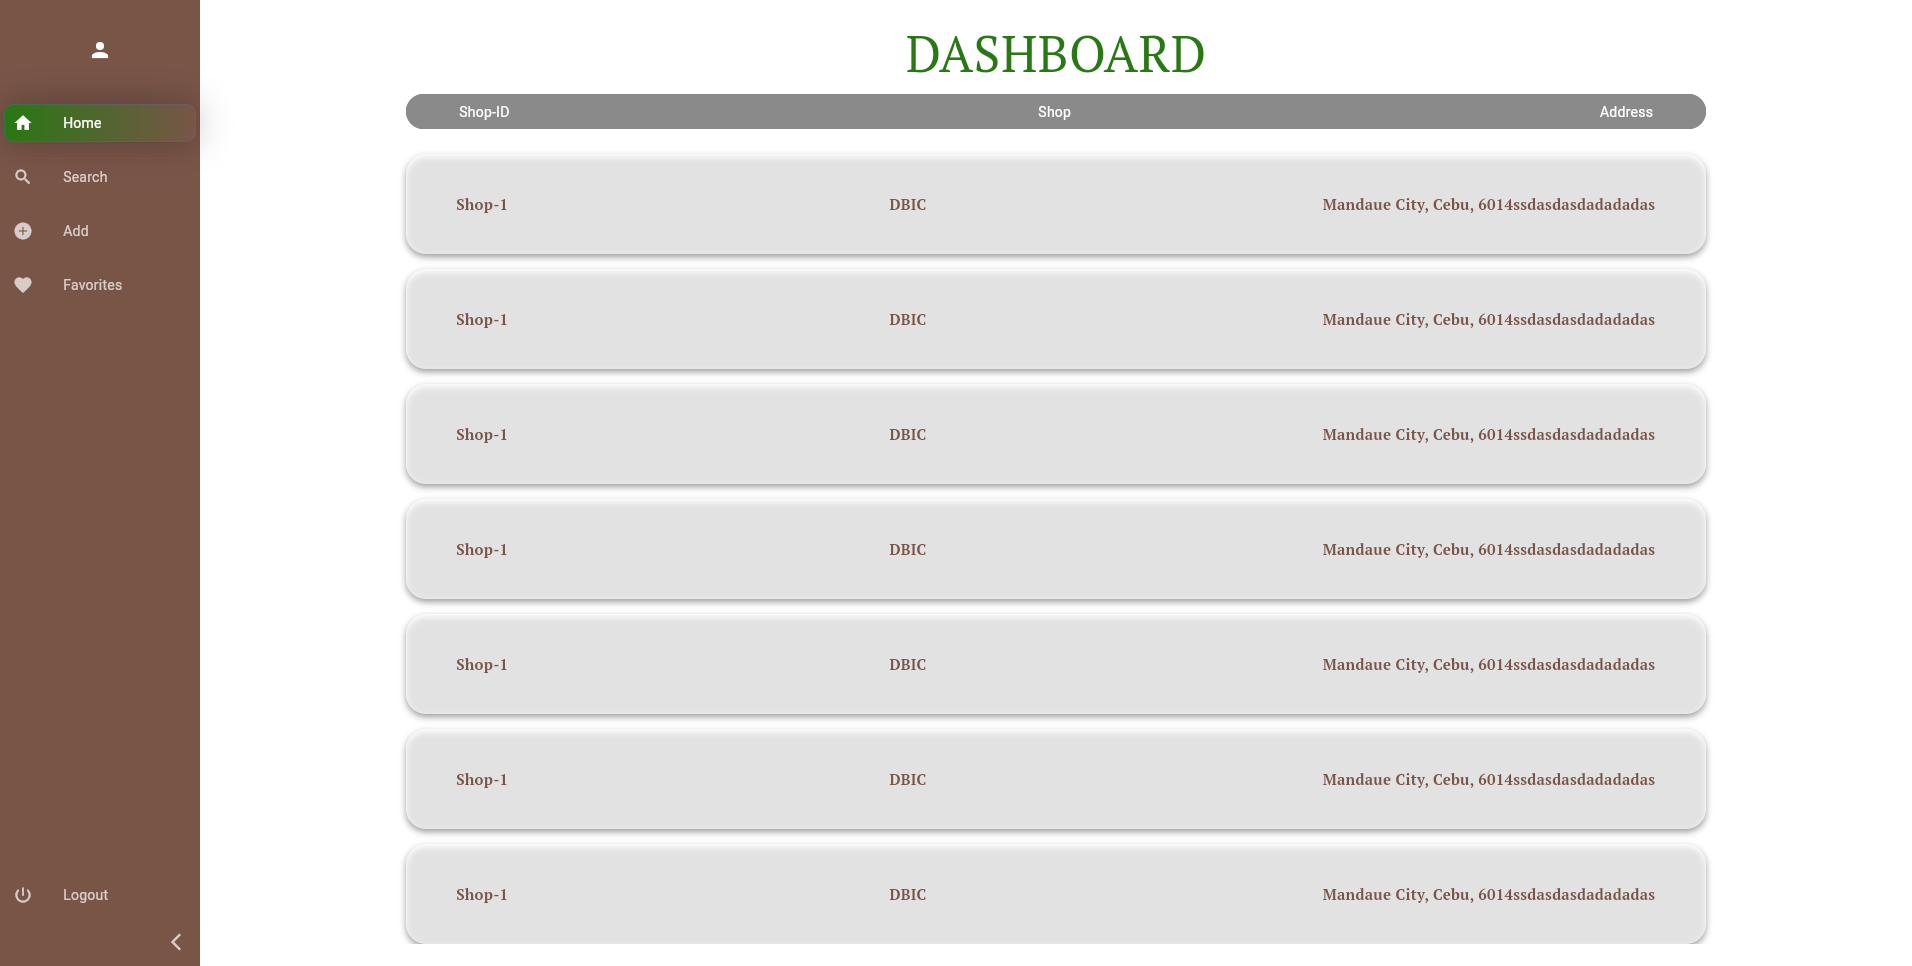 DASHBOARD
Shop-ID Shop Address
Home
Search
Add
Favorites
Shop-1 DBIC Mandaue City, Cebu, 6014ssdasdasdadadadas
Shop-1 DBIC Mandaue City, Cebu, 6014ssdasdasdadadadas
Shop-1 DBIC Mandaue City, Cebu, 6014ssdasdasdadadadas
Shop-1 DBIC Mandaue City, Cebu, 6014ssdasdasdadadadas
Shop-1 DBIC Mandaue City, Cebu, 6014ssdasdasdadadadas
Shop-1 DBIC Mandaue City, Cebu, 6014ssdasdasdadadadas
Shop-1 DBIC Mandaue City, Cebu, 6014ssdasdasdadadadas
Logout